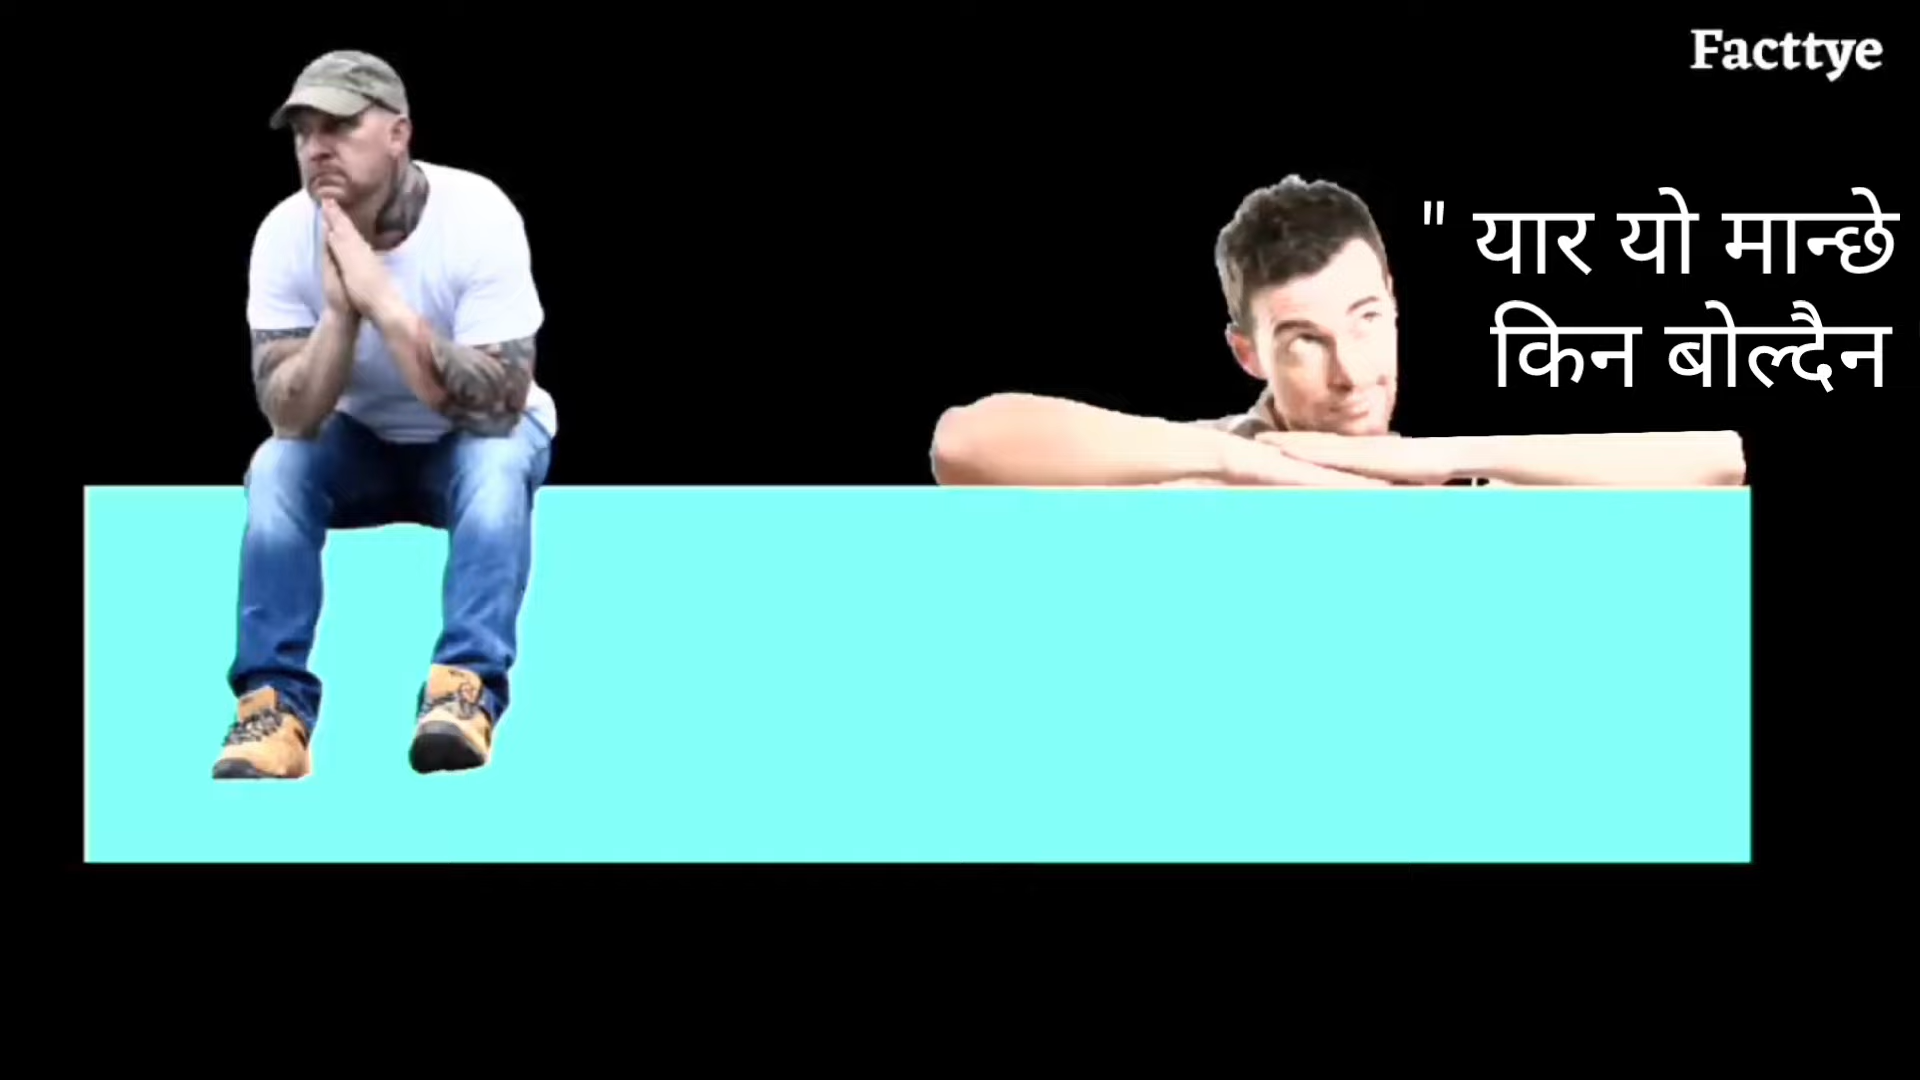 Facttye
" यार यो मान्छे
किन बोल्दैन